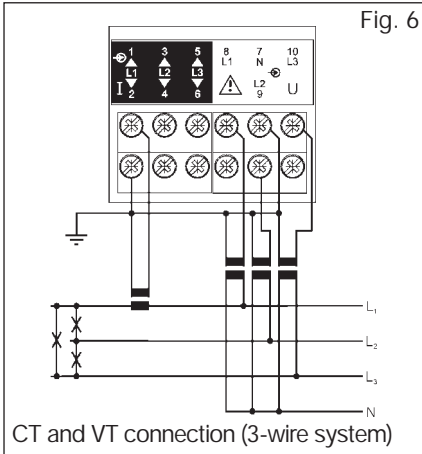 Fig. 6
1 3 5 8 7 10
L1 N L3
L1 L2 L3
I L2 U
2 4 6 9
L1
L2
L3
N
CT and VT connection (3-wire system)